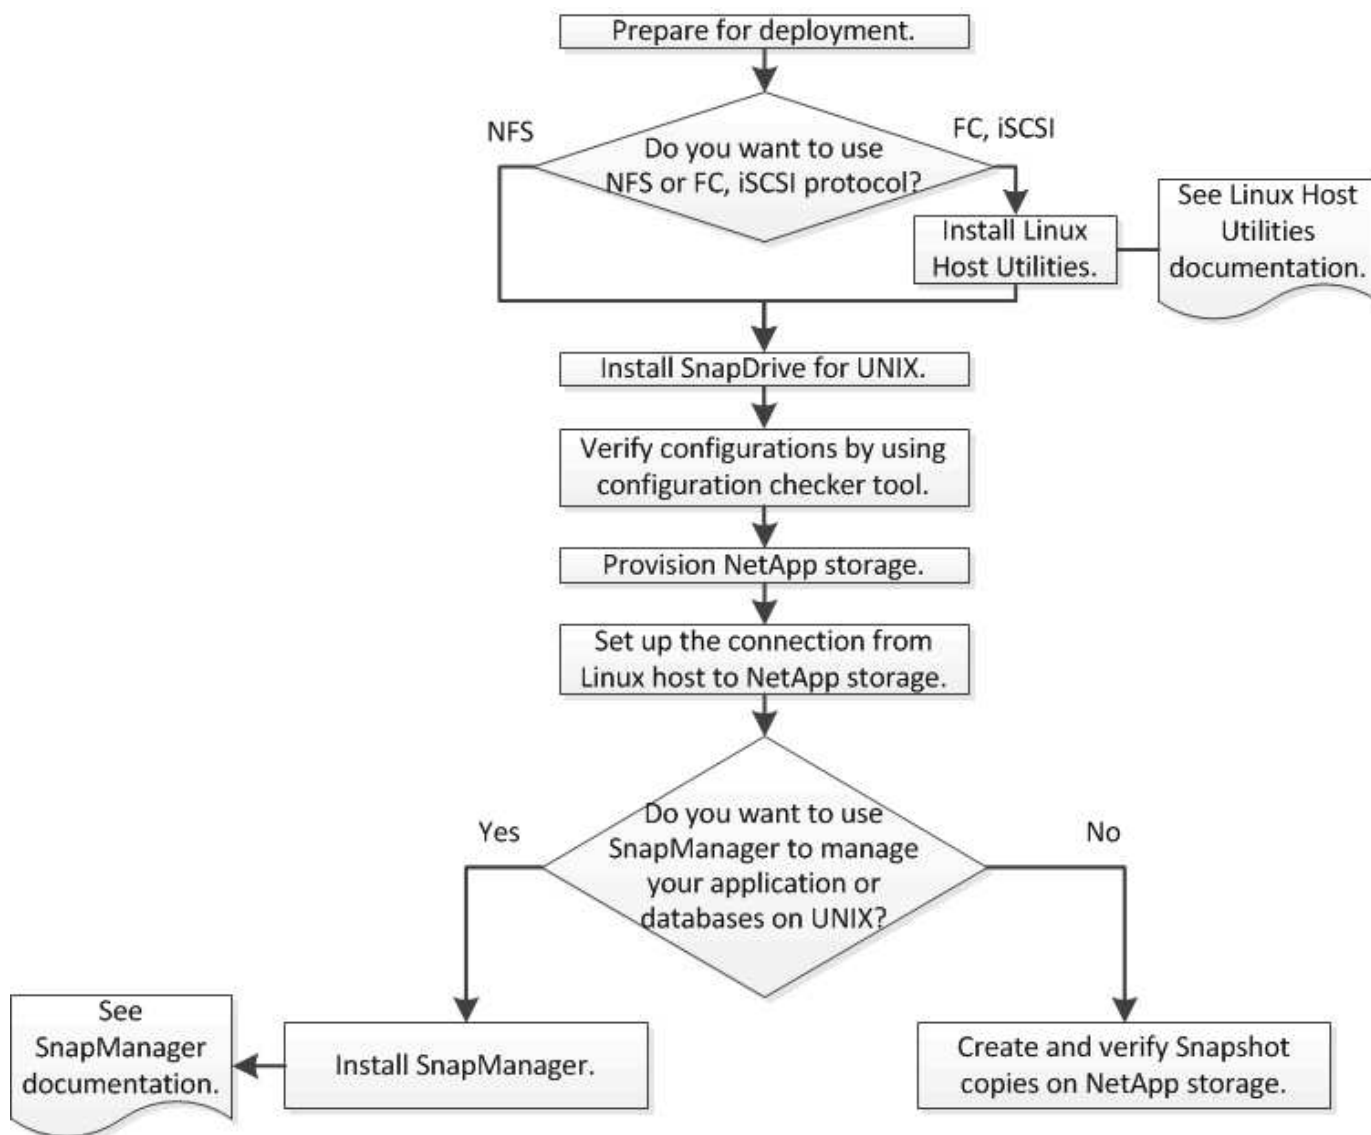 Prepare for deployment.
NFS
FC, iSCSI
Do you want to use
NFS or FC, iSCSI protocol?
See Linux Host
Utilities
documentation.
Install Linux
Host Utilities.
Install SnapDrive for UNIX.
Verify configurations by using
configuration checker tool.
Provision NetApp storage.
Set up the connection from
Linux host to NetApp storage.
Do you want to use
SnapManager to manage
your application or
databases on UNIX?
Yes
No
See
SnapManager
documentation.
Install SnapManager.
Create and verify Snapshot
copies on NetApp storage.